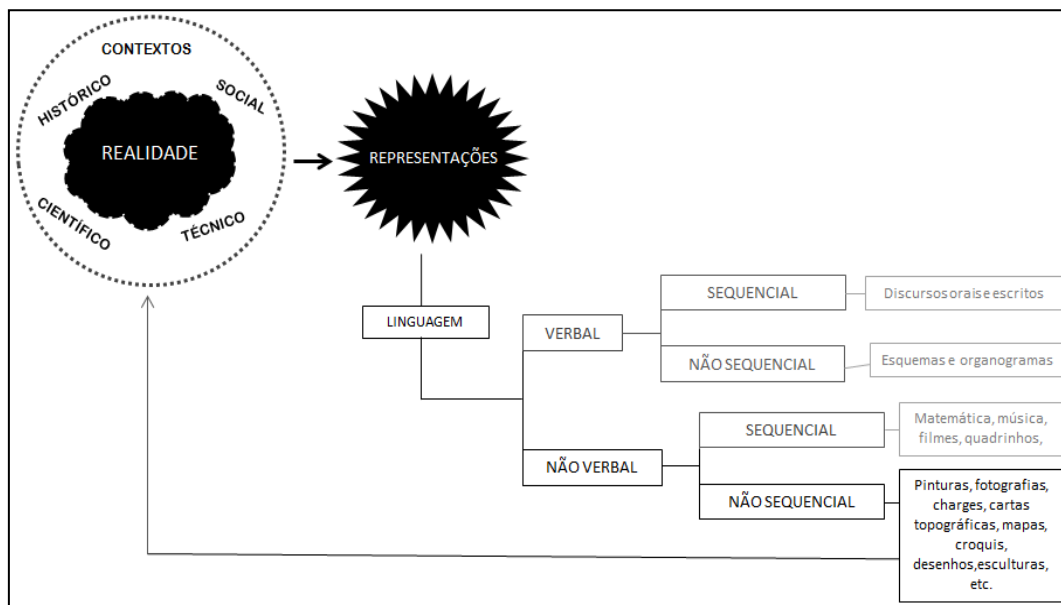 CONTEXTOS
HISTÓRICO
SOCIAL
REALIDADE
CIENTÍFICO
TÉCNICO
REPRESENTAÇÕES
LINGUAGEM
VERBAL
SEQUENCIAL
Discursos orais e escritos
NÃO SEQUENCIAL
Esquemas e organogramas
NÃO VERBAL
SEQUENCIAL
Matemática, música,
filmes, quadrinhos,
NÃO SEQUENCIAL
Pinturas, fotografias,
charges, cartas
topográficas, mapas,
croquis,
desenhos,esculturas,
etc.